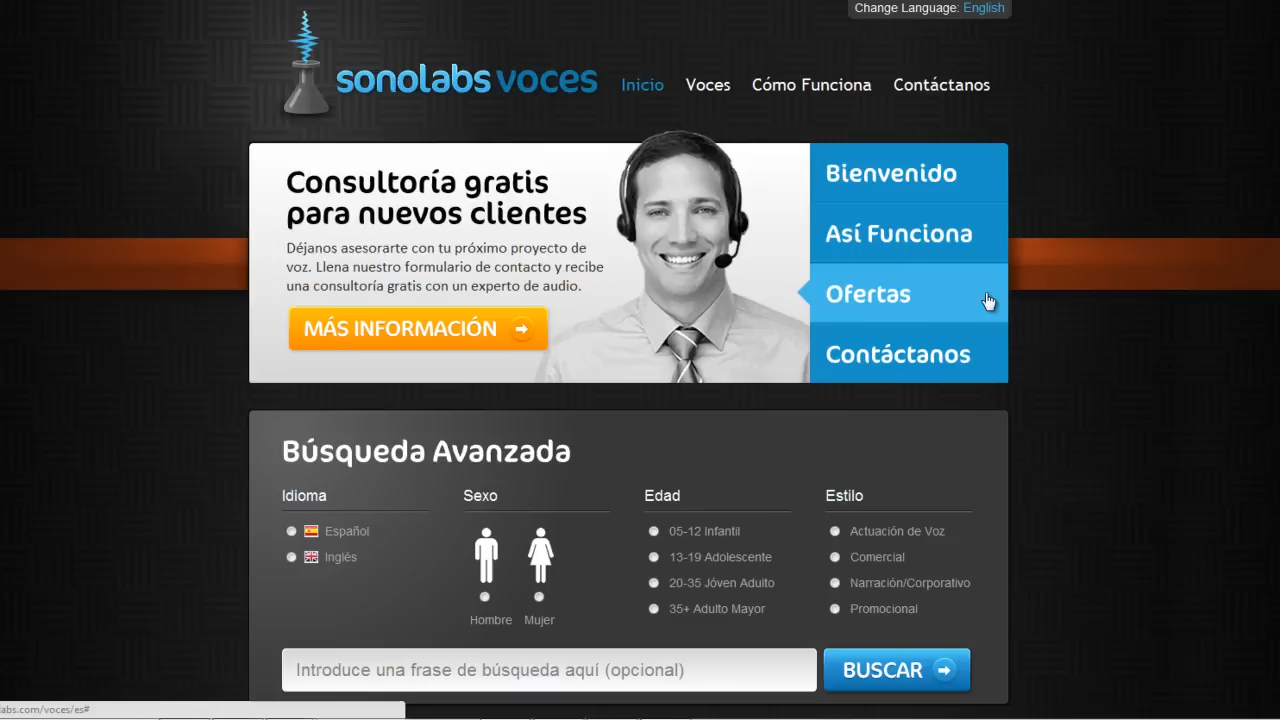 Change Language: English
sonolabs voces
Inicio Voces Cómo Funciona Contáctanos
Consultoría gratis
para nuevos clientes
Déjanos asesorarte con tu próximo proyecto de
voz. Llena nuestro formulario de contacto y recibe
una consultoría gratis con un experto de audio.
MÁS INFORMACIÓN
Bienvenido
Así Funciona
Ofertas
Contáctanos
Búsqueda Avanzada
Idioma Sexo Edad Estilo
Español 05-12 Infantil Actuación de Voz
Inglés 13-19 Adolescente Comercial
20-35 Jóven Adulto Narración/Corporativo
Hombre Mujer 35+ Adulto Mayor Promocional
Introduce una frase de búsqueda aquí (opcional) BUSCAR
labs.com/voces/es#